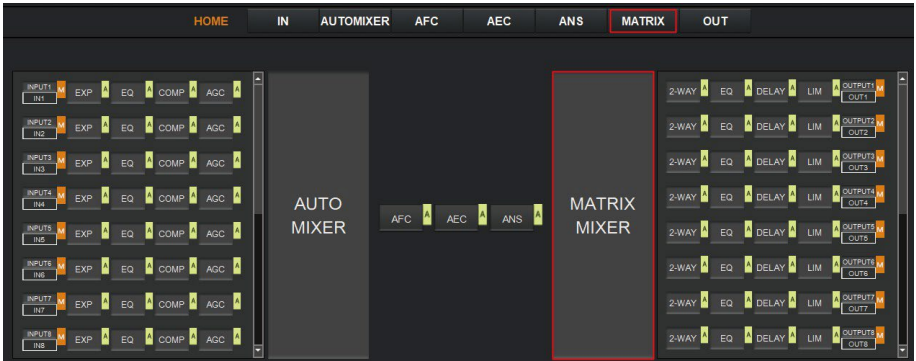 HOME IN AUTOMIXER AFC AEC ANS MATRIX OUT
INPUT1 M EXP A EQ A COMP A AGC A
IN1
INPUT2 M EXP A EQ A COMP A AGC A
IN2
INPUT3 M EXP A EQ A COMP A AGC A
IN3
INPUT4 M EXP A EQ A COMP A AGC A
IN4
INPUT5 M EXP A EQ A COMP A AGC A
IN5
INPUT6 M EXP A EQ A COMP A AGC A
IN6
INPUT7 M EXP A EQ A COMP A AGC A
IN7
INPUT8 M EXP A EQ A COMP A AGC A
IN8
AUTO
MIXER
AFC A AEC A ANS A
MATRIX
MIXER
2-WAY A EQ A DELAY A LIM A OUTPUT1 M
OUT1
2-WAY A EQ A DELAY A LIM A OUTPUT2 M
OUT2
2-WAY A EQ A DELAY A LIM A OUTPUT3 M
OUT3
2-WAY A EQ A DELAY A LIM A OUTPUT4 M
OUT4
2-WAY A EQ A DELAY A LIM A OUTPUT5 M
OUT5
2-WAY A EQ A DELAY A LIM A OUTPUT6 M
OUT6
2-WAY A EQ A DELAY A LIM A OUTPUT7 M
OUT7
2-WAY A EQ A DELAY A LIM A OUTPUT8 M
OUT8